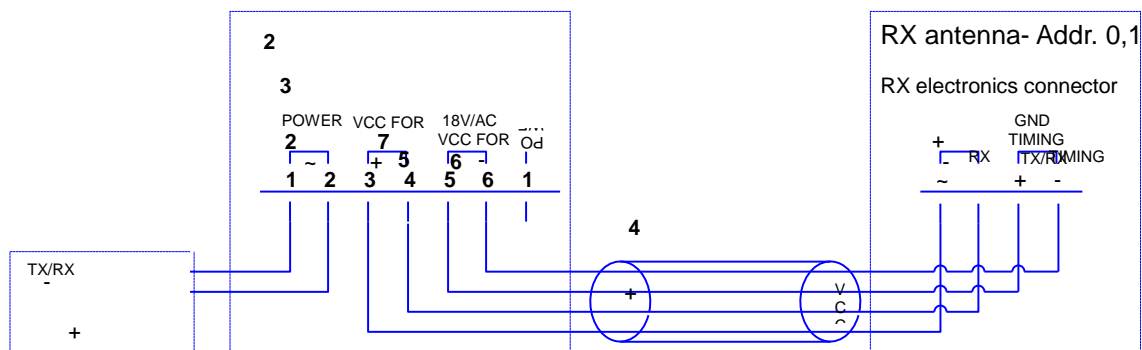 2
RX antenna- Addr. 0,1
3
RX electronics connector
POWER VCC FOR 18V/AC
VCC FOR
2 7
~ + 5 6 -
1 2 3 4 5 6 1
GND
TIMING
+
- RX TX/RX TIMING
~ + -
4
TX/RX
-
+
+
V
C